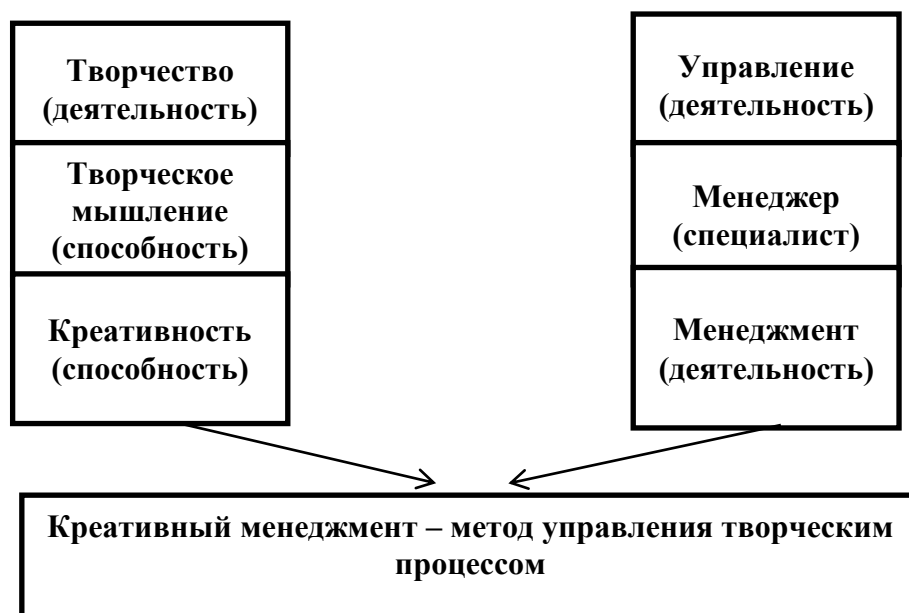 Творчество
(деятельность)
Творческое
мышление
(способность)
Креативность
(способность)
Управление
(деятельность)
Менеджер
(специалист)
Менеджмент
(деятельность)
Креативный менеджмент – метод управления творческим
процессом